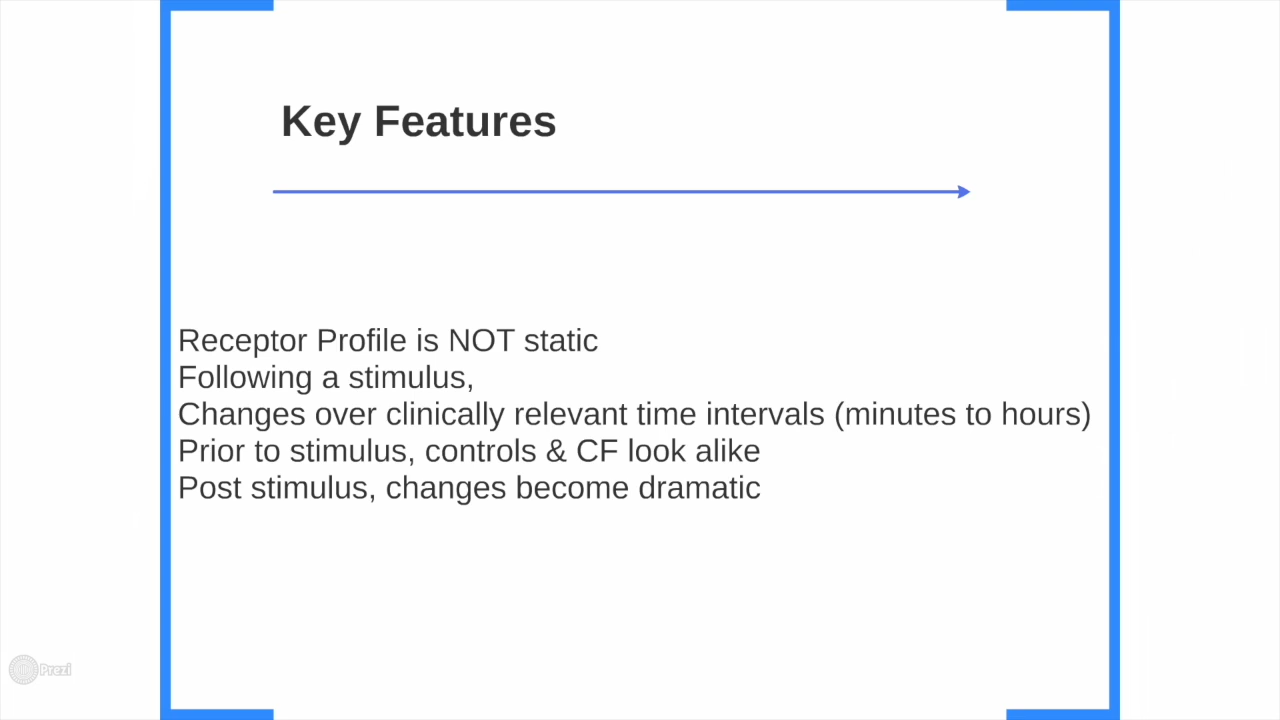 Key Features
Receptor Profile is NOT static
Following a stimulus,
Changes over clinically relevant time intervals (minutes to hours)
Prior to stimulus, controls & CF look alike
Post stimulus, changes become dramatic
Prezi